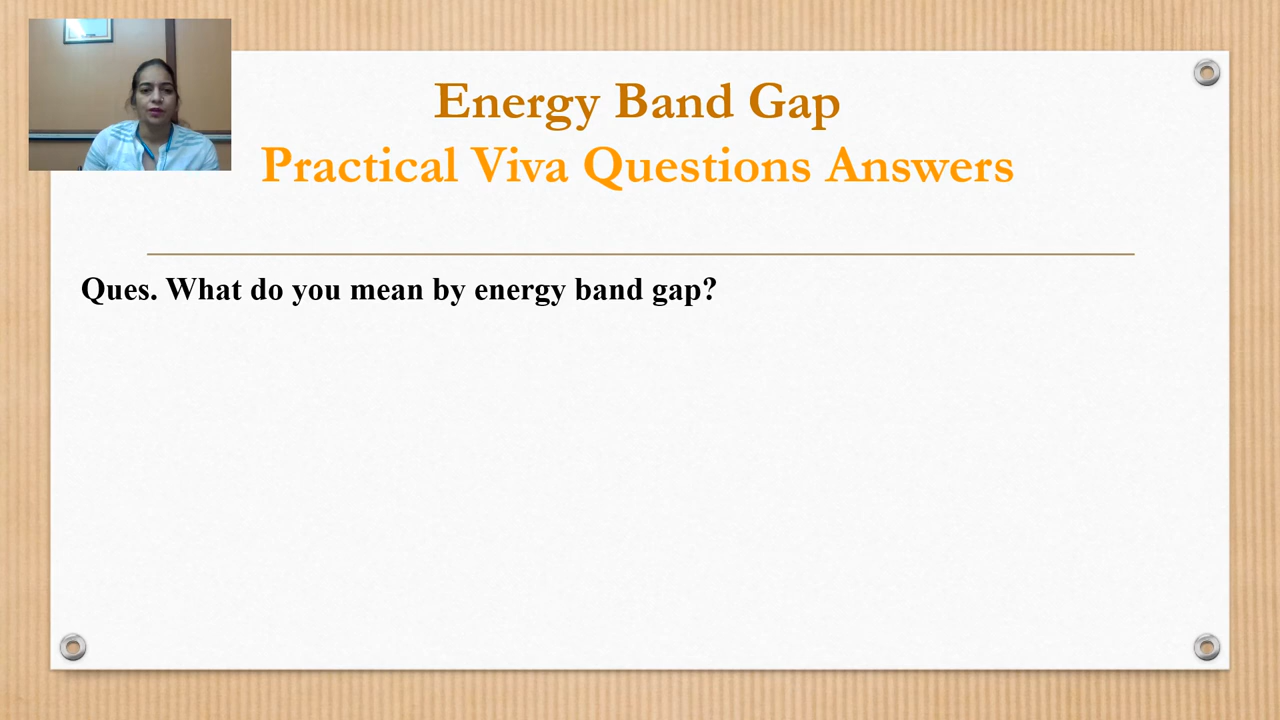 Energy Band Gap
Practical Viva Questions Answers
Ques. What do you mean by energy band gap?